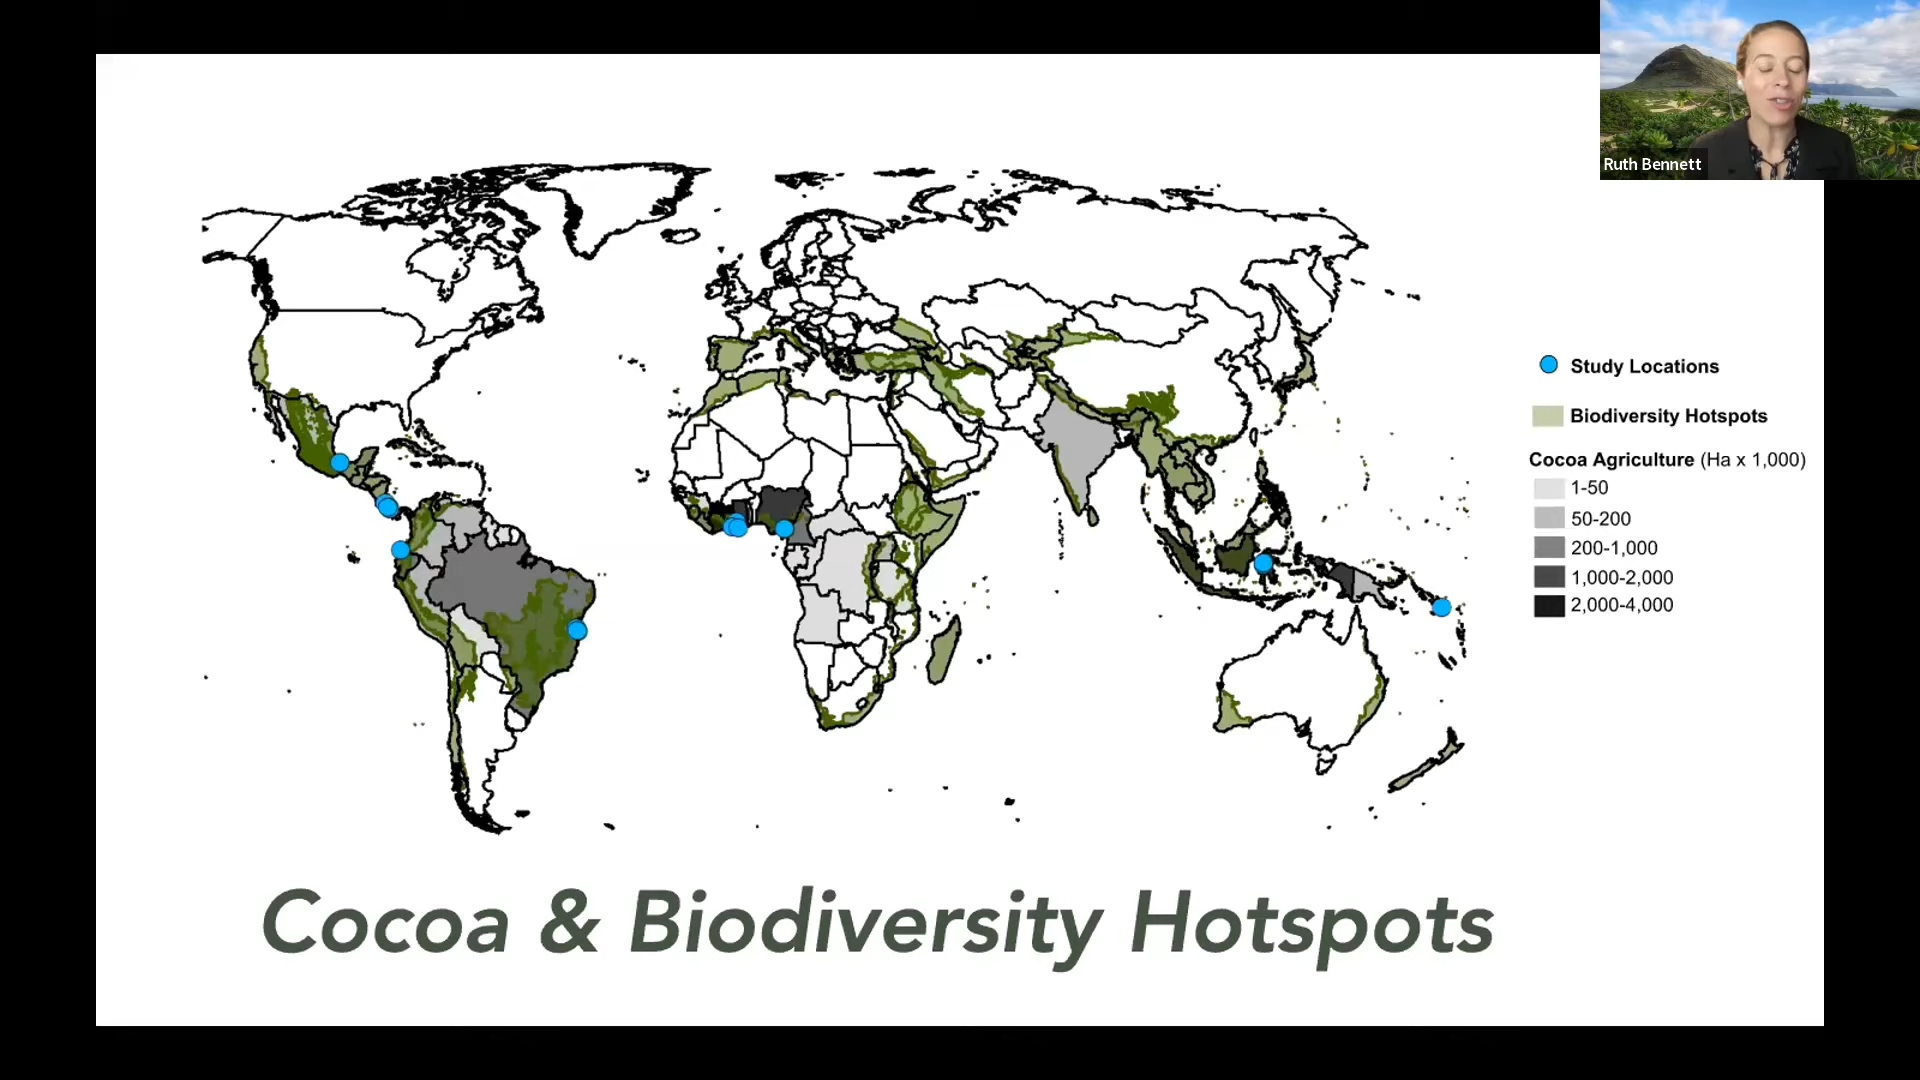 Ruth Bennett
Study Locations
Biodiversity Hotspots
Cocoa Agriculture (Ha x 1,000)
1-50
50-200
200-1,000
1,000-2,000
2,000-4,000
Cocoa & Biodiversity Hotspots